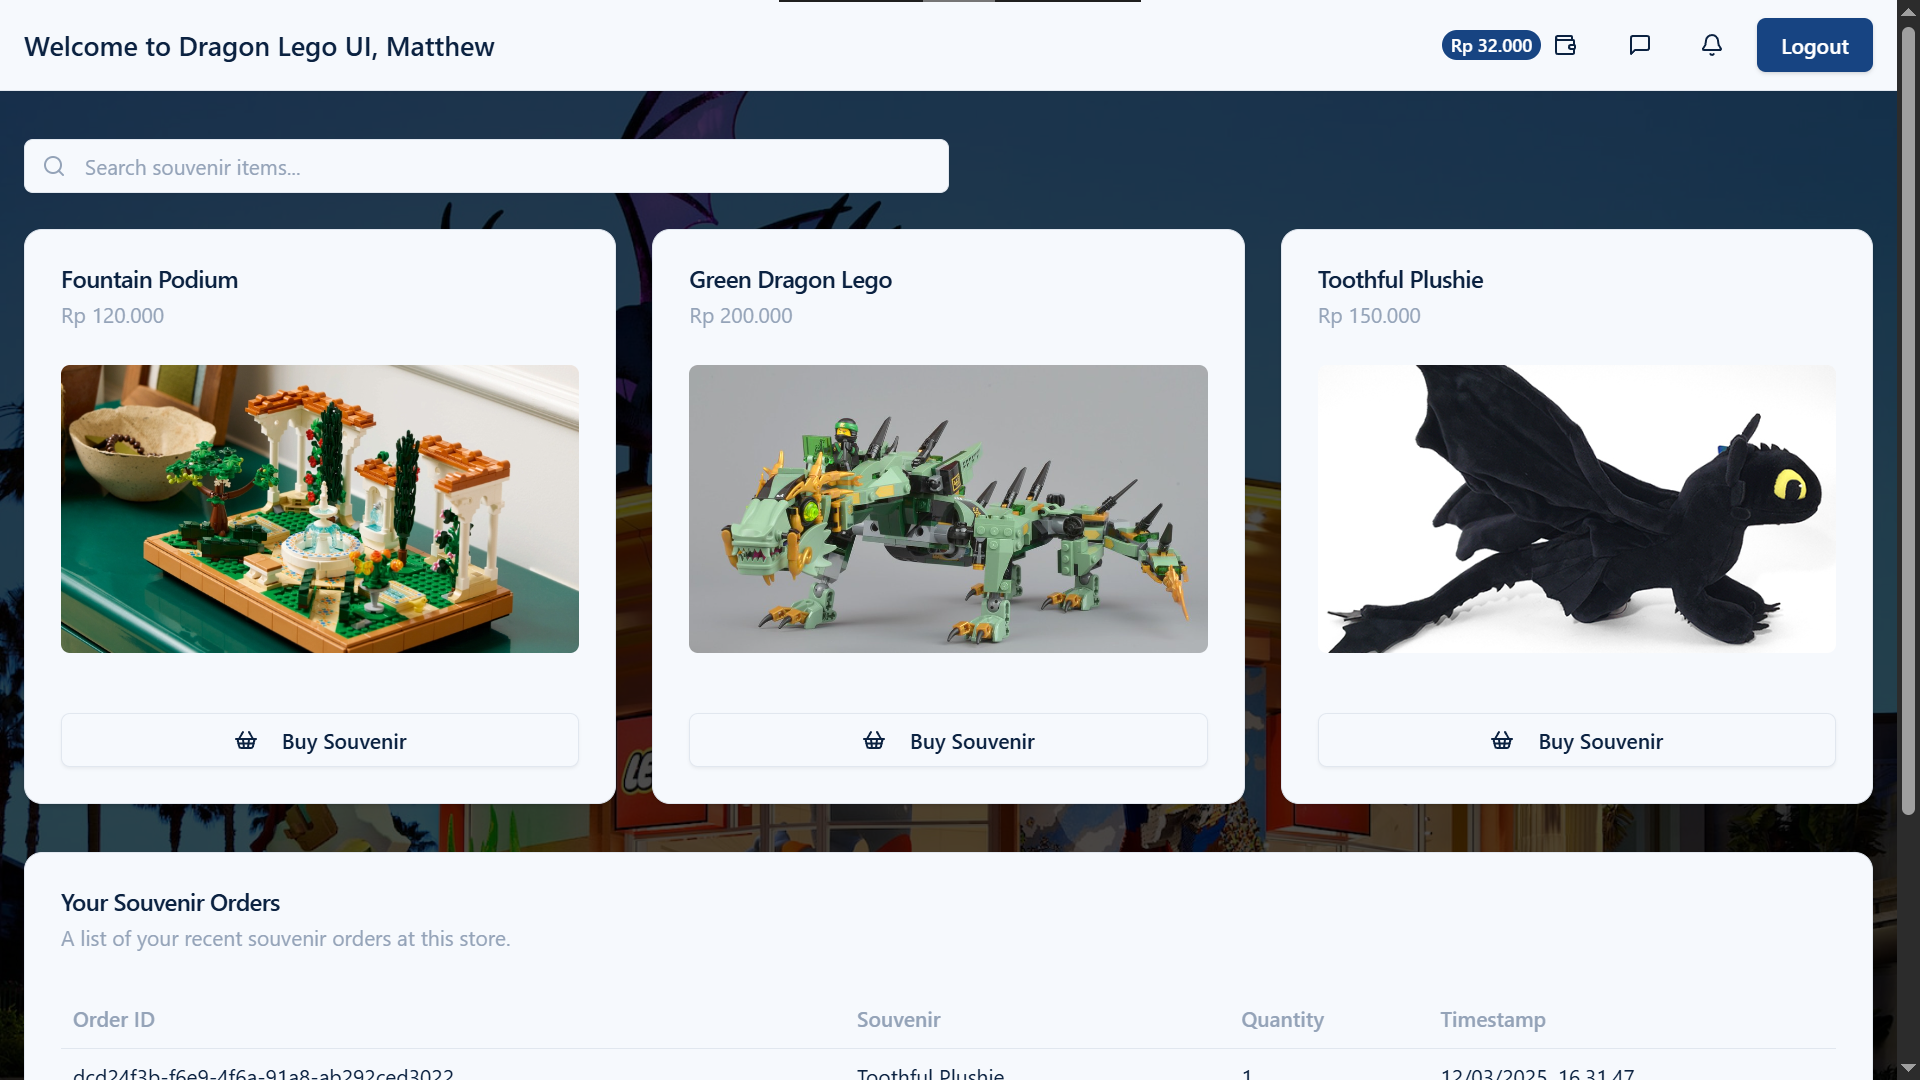 Welcome to Dragon Lego UI, Matthew
Rp 32.000
Logout
Search souvenir items...
Fountain Podium
Rp 120.000
Buy Souvenir
Green Dragon Lego
Rp 200.000
Buy Souvenir
Toothful Plushie
Rp 150.000
Buy Souvenir
LE
Your Souvenir Orders
A list of your recent souvenir orders at this store.
Order ID Souvenir Quantity Timestamp
dcd24f3b-f6e9-4f6a-91a8-ab292ced3022 Toothful Plushie 1 12/03/2025, 16.31.47